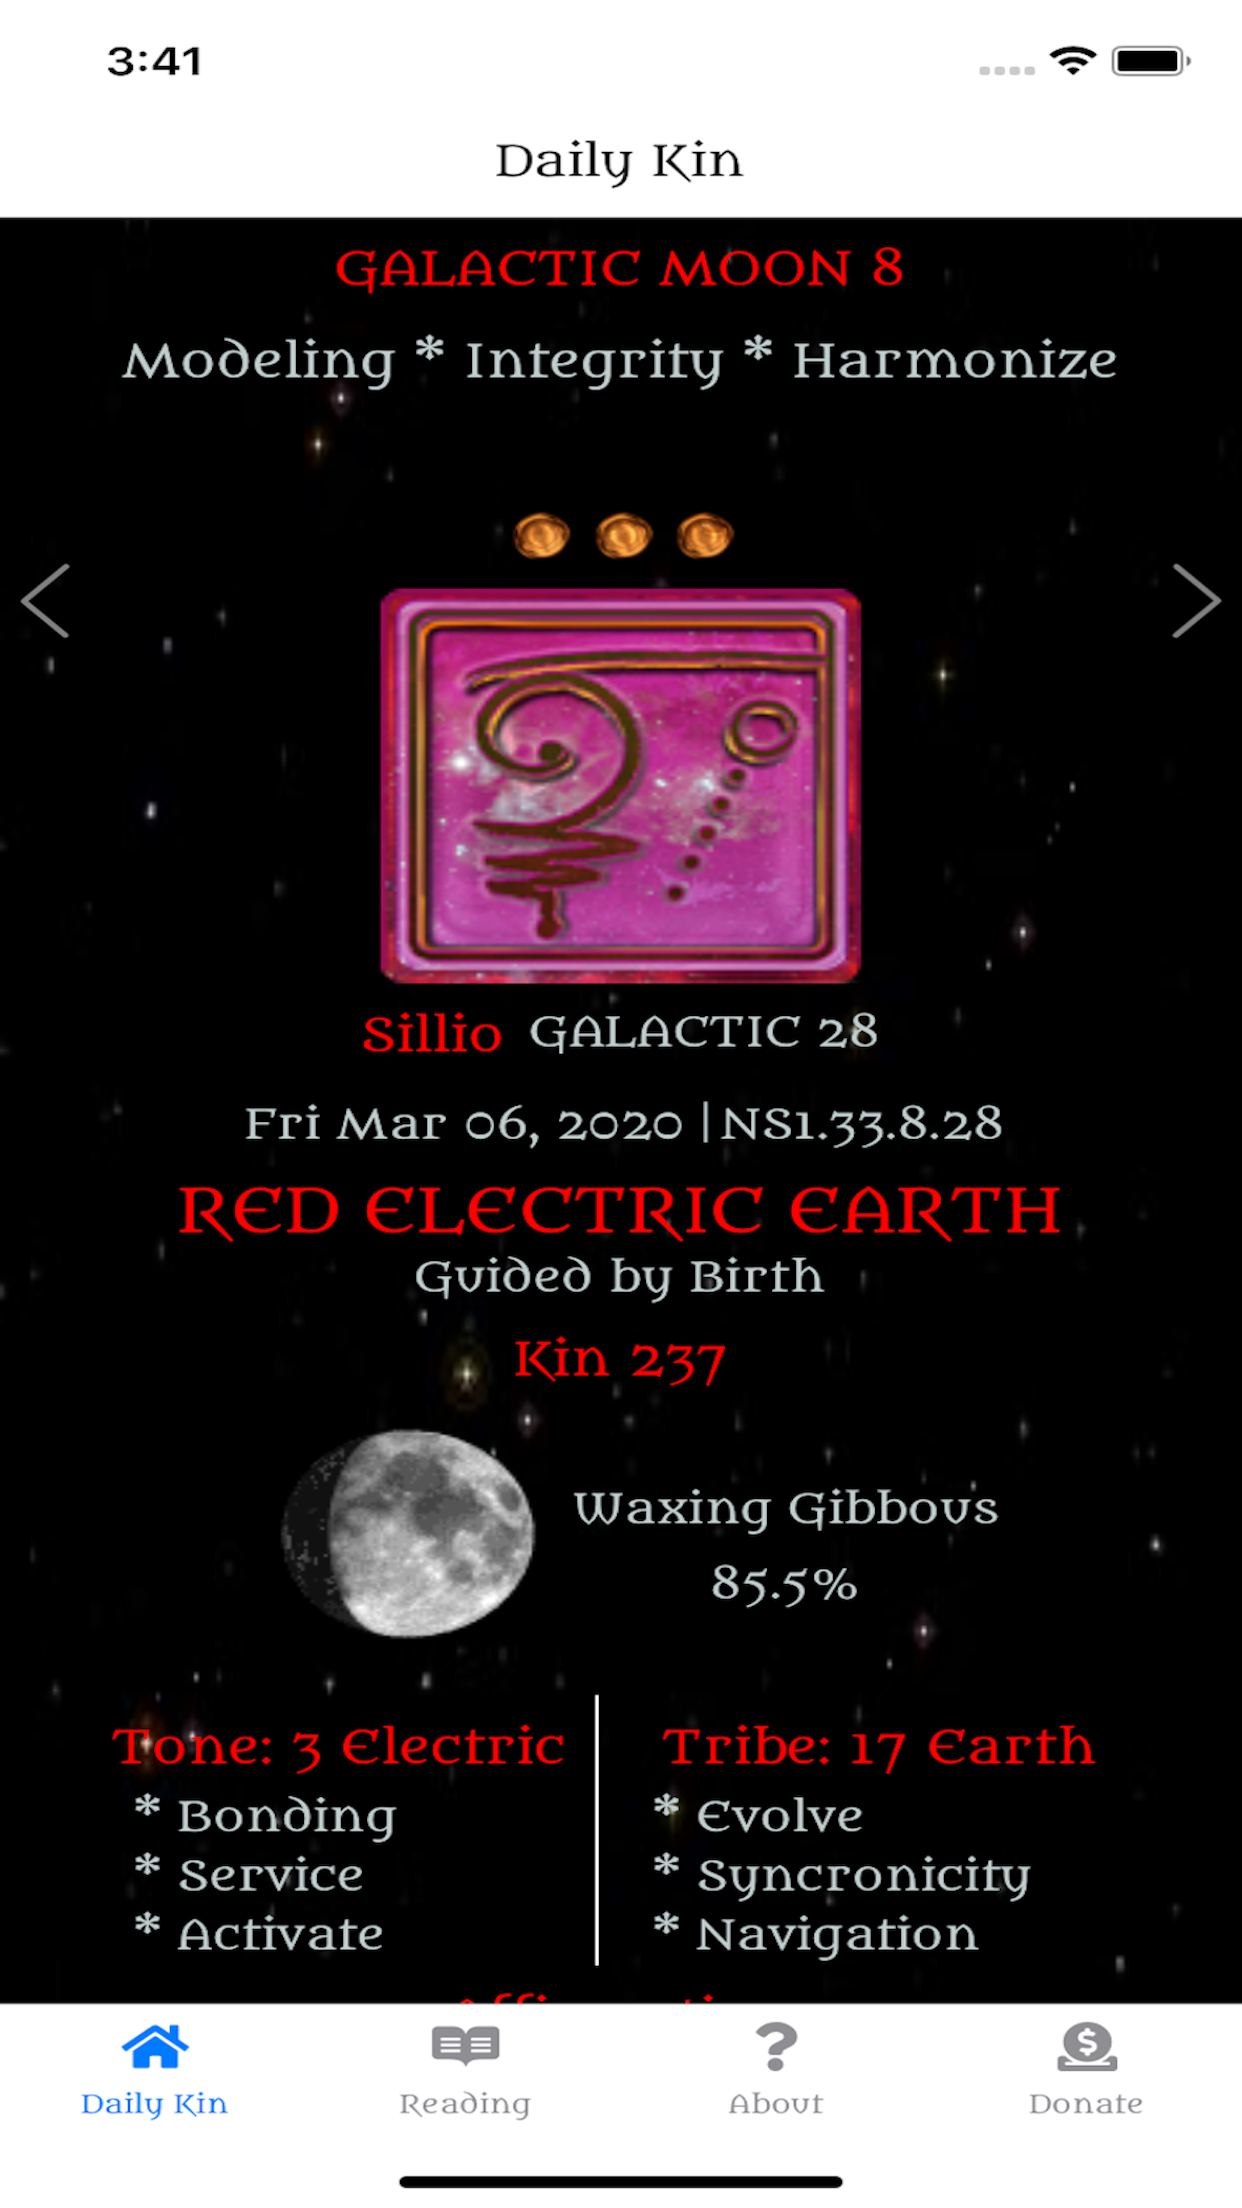 3:41
Daily Kin
GALACTIC MOON 8
Modeling * Integrity * Harmonize
Sillio GALACTIC 28
Fri Mar 06, 2020 | NS1.33.8.28
RED ELECTRIC EARTH
Guided by Birth
Kin 237
Waxing Gibbous
85.5%
Tone: 3 Electric
* Bonding
* Service
* Activate
Tribe: 17 Earth
* Evolve
* Syncronicity
* Navigation
Daily Kin
Reading
About
Donate